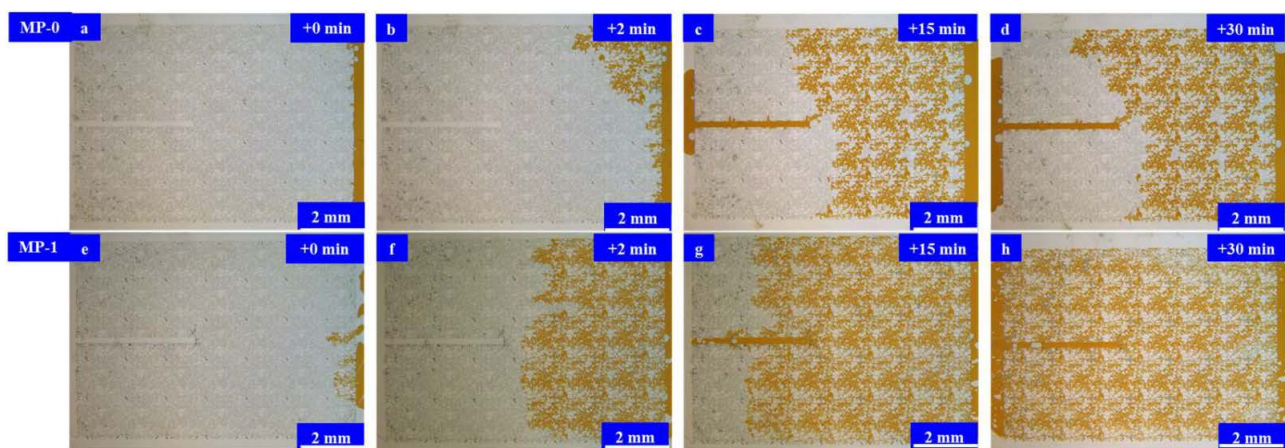 MP-0 a +0 min b +2 min c +15 min d +30 min
2 mm 2 mm 2 mm 2 mm
MP-1 e +0 min f +2 min g +15 min h +30 min
2 mm 2 mm 2 mm 2 mm